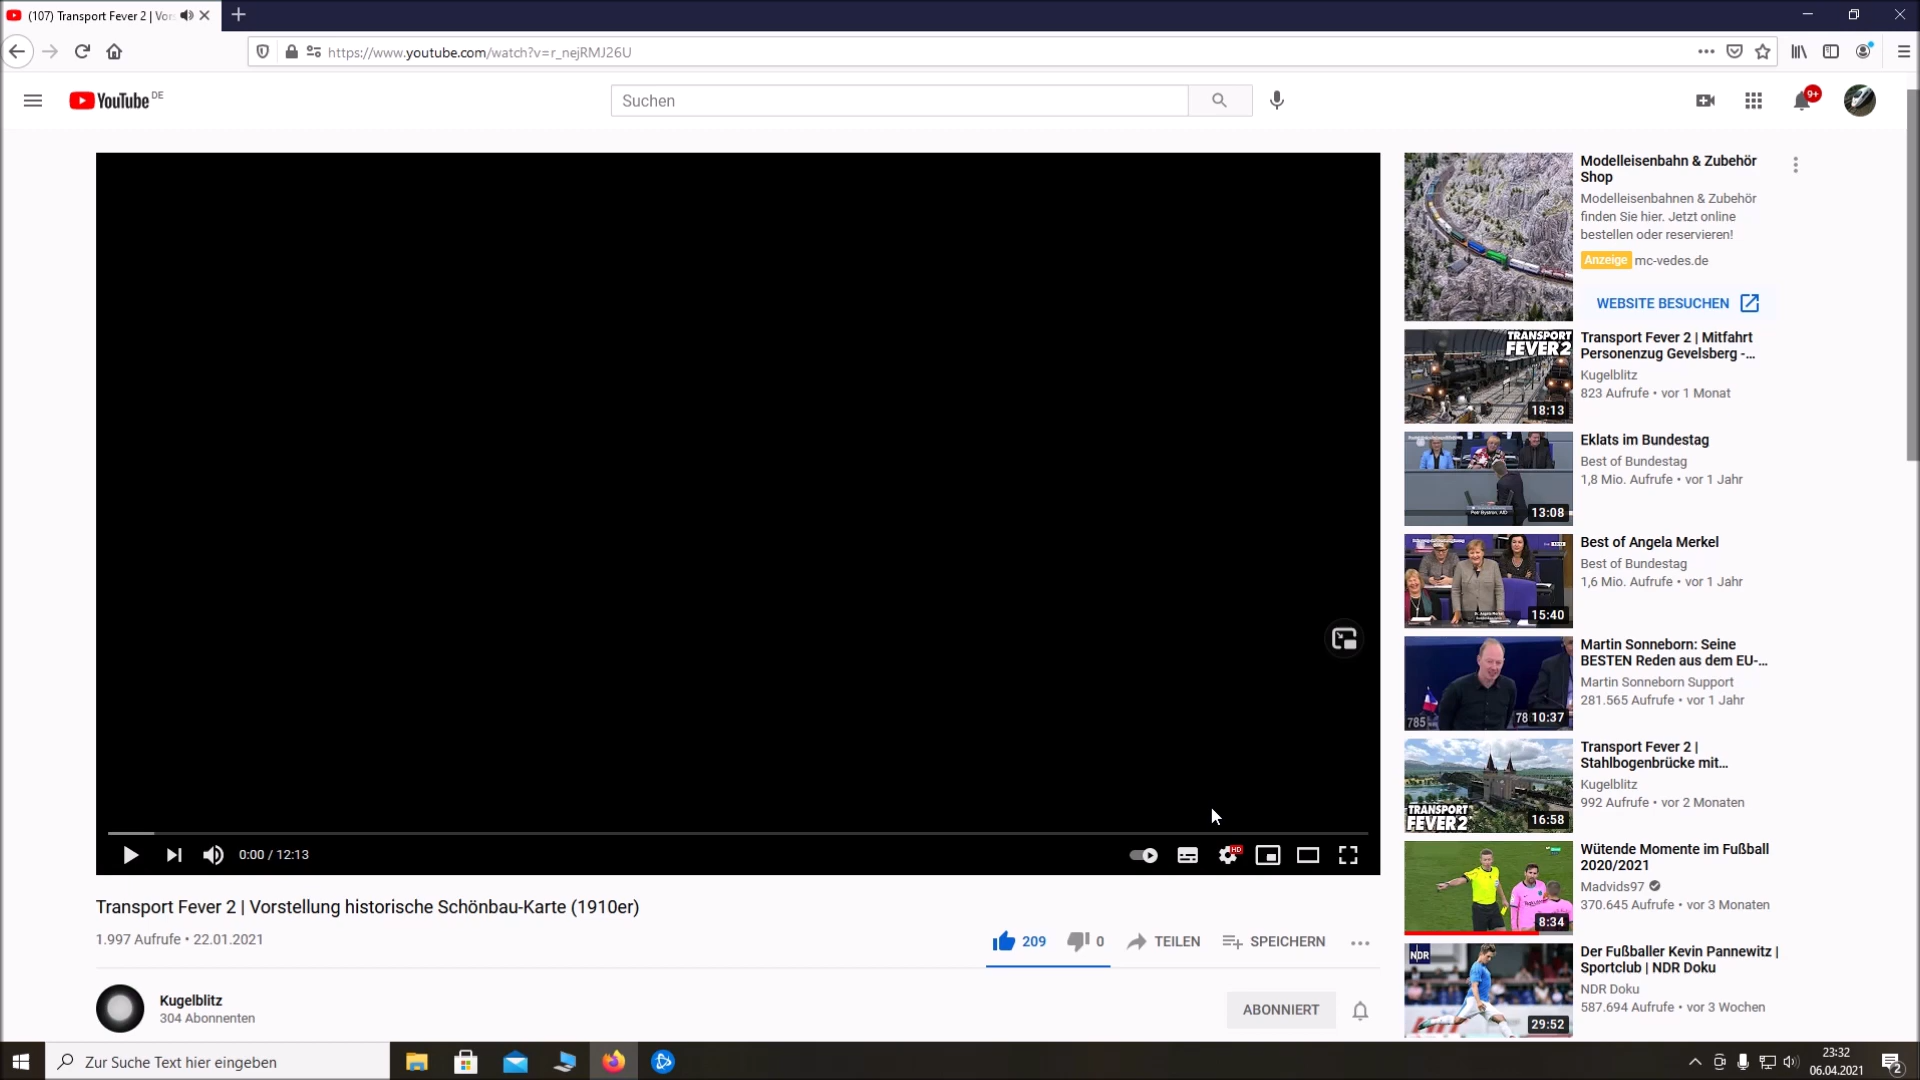 (107) Transport Fever 2 | Vor
https://www.youtube.com/watch?v=r_nejRMJ26U
YouTube DE
Suchen
9+
Modelleisenbahn & Zubehör
Shop
Modelleisenbahnen & Zubehör
finden Sie hier. Jetzt online
bestellen oder reservieren!
Anzeige mc-vedes.de
WEBSITE BESUCHEN
TRANSPORT
FEVER 2
18:13
Transport Fever 2 | Mitfahrt
Personenzug Gevelsberg -...
Kugelblitz
823 Aufrufe • vor 1 Monat
13:08
Eklats im Bundestag
Best of Bundestag
1,8 Mio. Aufrufe • vor 1 Jahr
15:40
Best of Angela Merkel
Best of Bundestag
1,6 Mio. Aufrufe • vor 1 Jahr
785
78 10:37
Martin Sonneborn: Seine
BESTEN Reden aus dem EU-...
Martin Sonneborn Support
281.565 Aufrufe • vor 1 Jahr
TRANSPORT
FEVER 2
16:58
Transport Fever 2 |
Stahlbogenbrücke mit...
Kugelblitz
992 Aufrufe • vor 2 Monaten
8:34
Wütende Momente im Fußball
2020/2021
Madvids97
370.645 Aufrufe • vor 3 Monaten
NDR
29:52
Der Fußballer Kevin Pannewitz |
Sportclub | NDR Doku
NDR Doku
587.694 Aufrufe • vor 3 Wochen
0:00 / 12:13
HD
Transport Fever 2 | Vorstellung historische Schönbau-Karte (1910er)
1.997 Aufrufe • 22.01.2021
209
0
TEILEN
SPEICHERN
Kugelblitz
304 Abonnenten
ABONNIERT
Zur Suche Text hier eingeben
23:32
06.04.2021
2